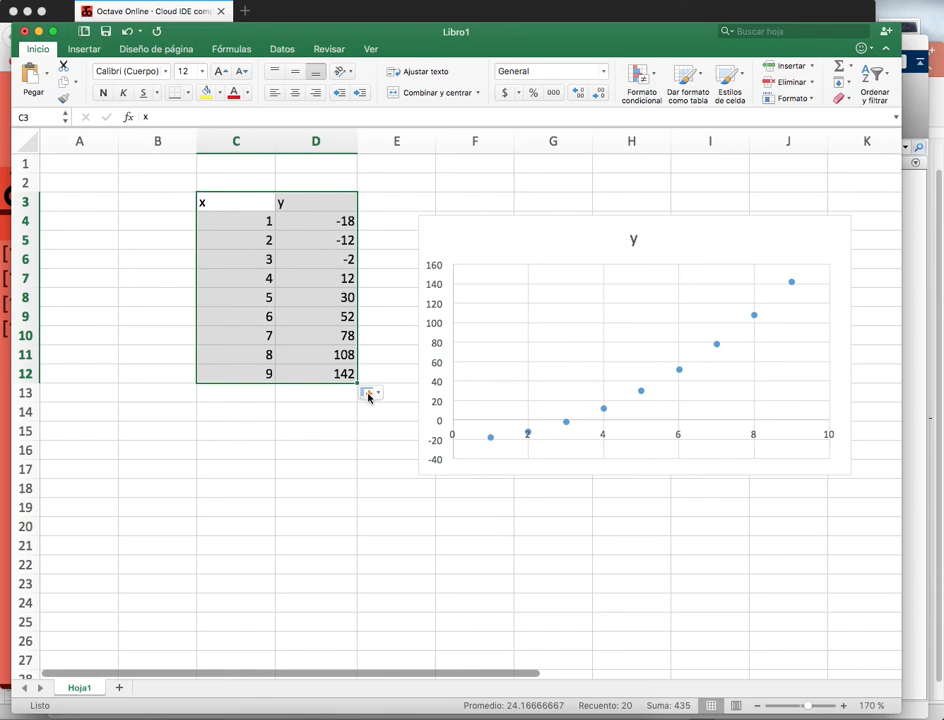 Octave Online · Cloud IDE com
Libro1
Buscar hoja
Inicio Insertar Diseño de página Fórmulas Datos Revisar Ver
Pegar
Calibri (Cuerpo) 12 A A
N K S A
Ajustar texto
Combinar y centrar
General
$ % 000
Formato condicional
Dar formato como tabla
Estilos de celda
Insertar
Eliminar
Formato
Ordenar y filtrar
C3 fx x
A B C D E F G H I J K
1
2
3 x y
4 1 -18
5 2 -12
6 3 -2
7 4 12
8 5 30
9 6 52
10 7 78
11 8 108
12 9 142
13
14
15
16
17
18
19
20
21
22
23
24
25
26
27
y
160
140
120
100
80
60
40
20
0
-20
-40
0 2 4 6 8 10
Hoja1
Listo
Promedio: 24.16666667 Recuento: 20 Suma: 435
170 %